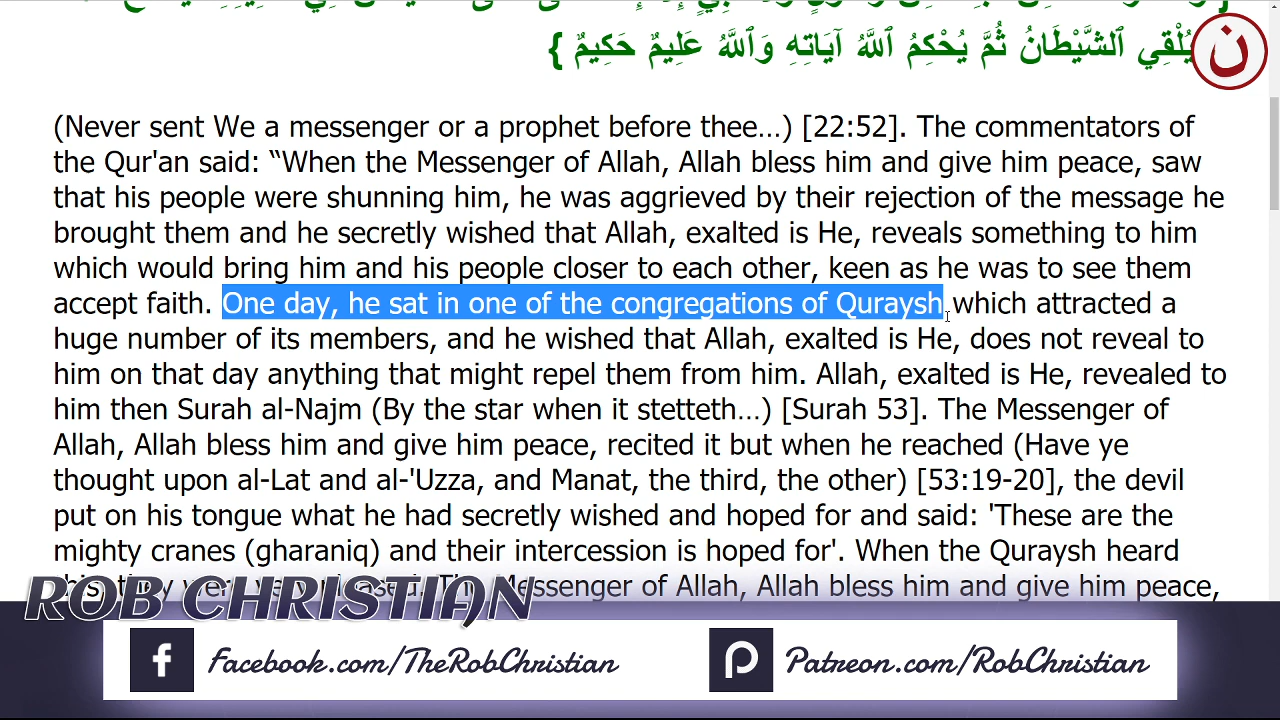 يُلْقِي ٱلشَّيْطَانُ ثُمَّ يُحْكِمُ ٱللَّهُ آيَاتِهِ وَٱللَّهُ عَلِيمٌ حَكِيمٌ }
ن
(Never sent We a messenger or a prophet before thee…) [22:52]. The commentators of
the Qur'an said: “When the Messenger of Allah, Allah bless him and give him peace, saw
that his people were shunning him, he was aggrieved by their rejection of the message he
brought them and he secretly wished that Allah, exalted is He, reveals something to him
which would bring him and his people closer to each other, keen as he was to see them
accept faith. One day, he sat in one of the congregations of Quraysh which attracted a
huge number of its members, and he wished that Allah, exalted is He, does not reveal to
him on that day anything that might repel them from him. Allah, exalted is He, revealed to
him then Surah al-Najm (By the star when it stetteth…) [Surah 53]. The Messenger of
Allah, Allah bless him and give him peace, recited it but when he reached (Have ye
thought upon al-Lat and al-'Uzza, and Manat, the third, the other) [53:19-20], the devil
put on his tongue what he had secretly wished and hoped for and said: 'These are the
mighty cranes (gharaniq) and their intercession is hoped for'. When the Quraysh heard
this they were Messenger of Allah, Allah bless him and give him peace,
ROB CHRISTIAN
Facebook.com/TheRobChristian
Patreon.com/RobChristian